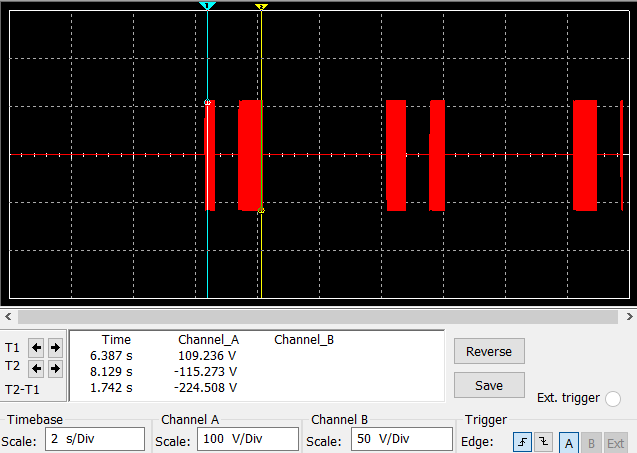 1 2
T1
T2
T2-T1
Time Channel_A Channel_B
6.387 s 109.236 V
8.129 s -115.273 V
1.742 s -224.508 V
Reverse
Save
Ext. trigger
Timebase
Scale: 2 s/Div
Channel A
Scale: 100 V/Div
Channel B
Scale: 50 V/Div
Trigger
Edge: A B Ext